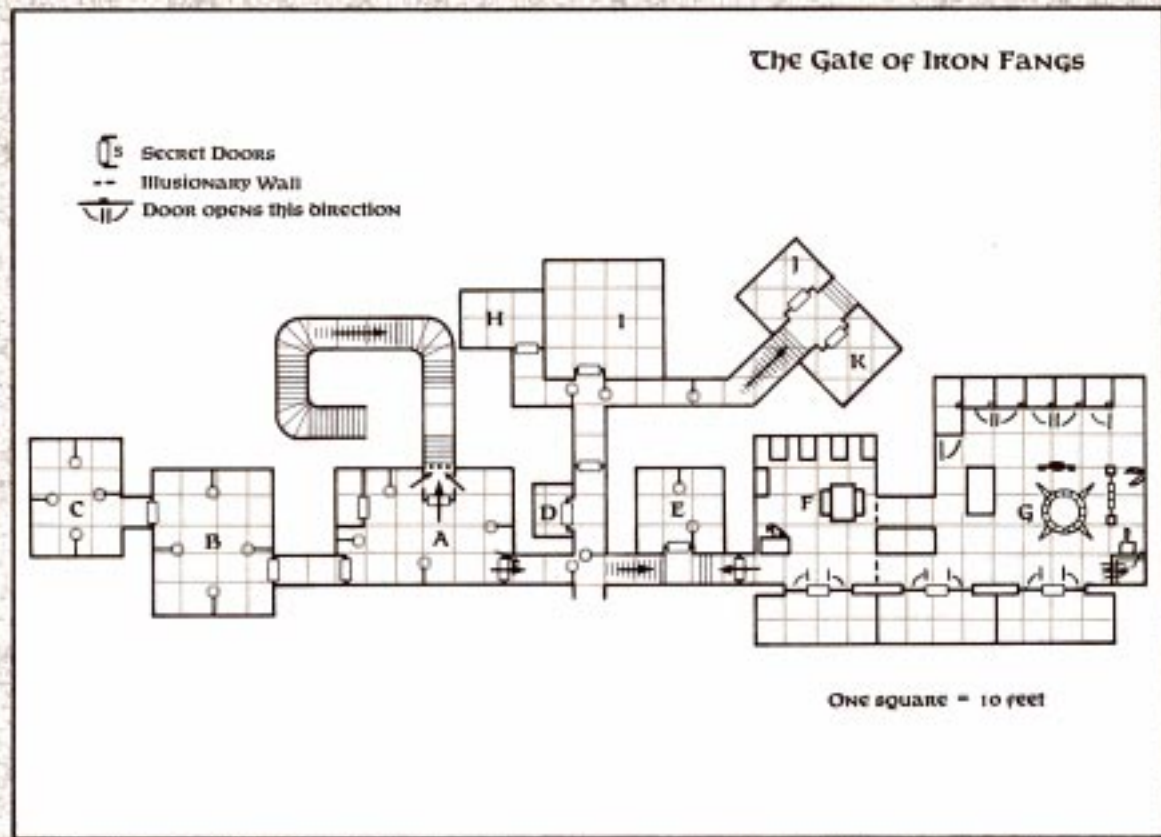 The Gate of Iron Fangs
S Secret Doors
Illusionary Wall
Door opens this direction
J
H
I
K
C
B
A
D
E
F
G
One square = 10 feet